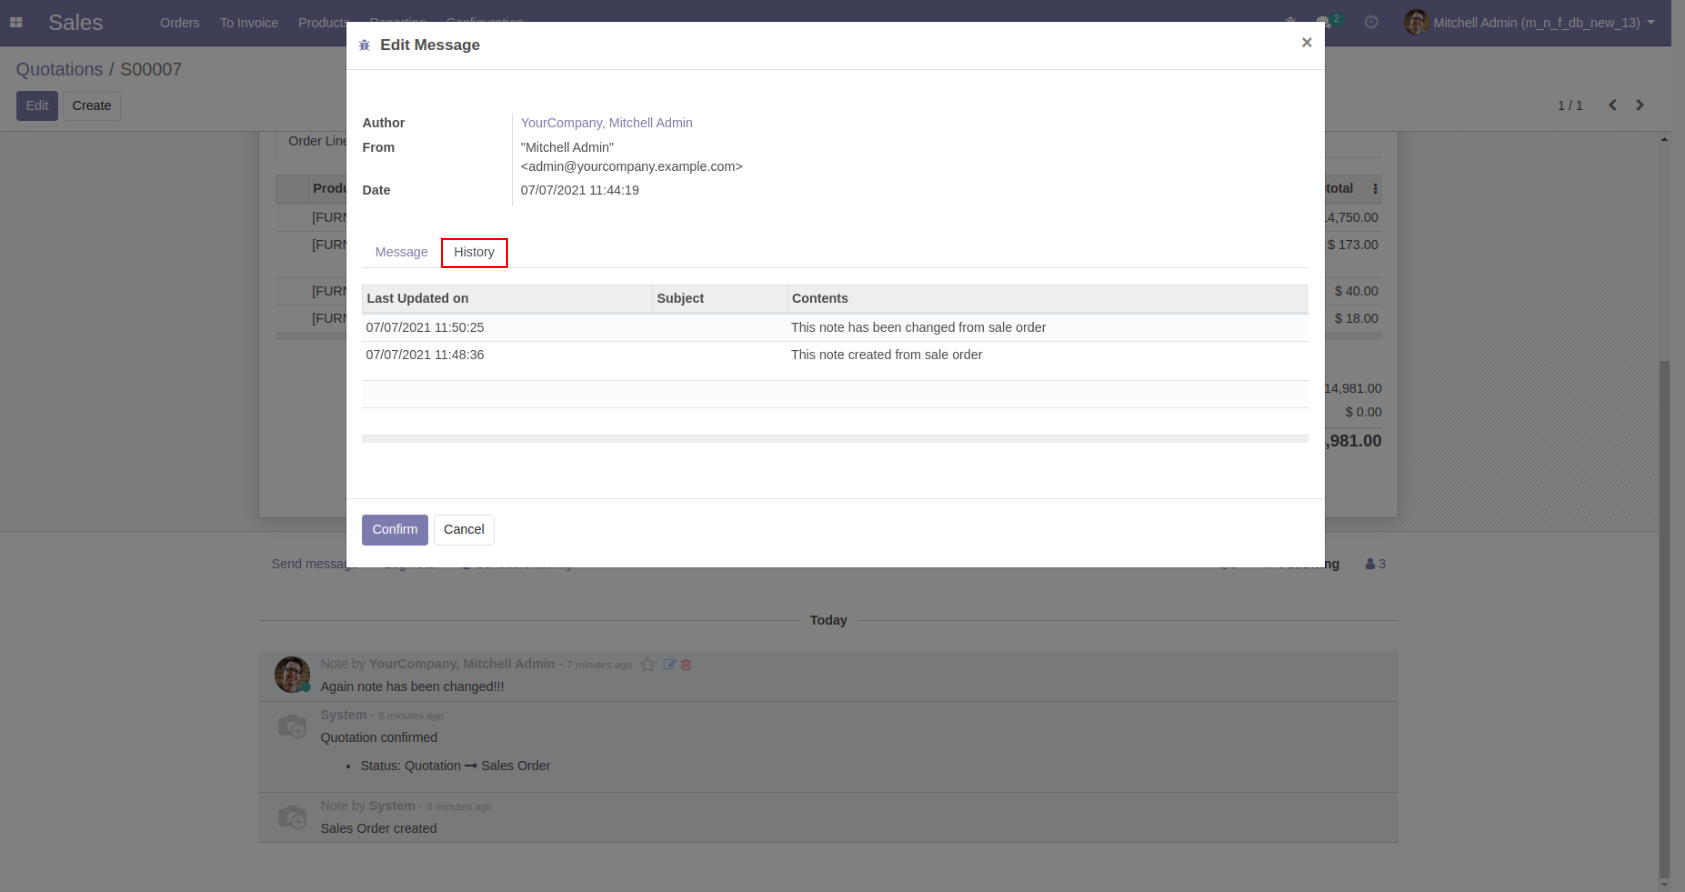 Sales
Orders
To Invoice
Products
Reporting
Configuration
2
Mitchell Admin (m_n_f_db_new_13)
Quotations / S00007
Edit
Create
1 / 1
Edit Message
×
Author
YourCompany, Mitchell Admin
From
"Mitchell Admin"
<admin@yourcompany.example.com>
Date
07/07/2021 11:44:19
Message
History
Last Updated on
Subject
Contents
07/07/2021 11:50:25
This note has been changed from sale order
07/07/2021 11:48:36
This note created from sale order
Confirm
Cancel
Order Line
Produ
total
[FURN
4,750.00
[FURN
$ 173.00
[FURN
$ 40.00
[FURN
$ 18.00
14,981.00
$ 0.00
,981.00
Send message
3
Today
Note by YourCompany, Mitchell Admin - 7 minutes ago
Again note has been changed!!!
System - 8 minutes ago
Quotation confirmed
• Status: Quotation → Sales Order
Note by System - 8 minutes ago
Sales Order created